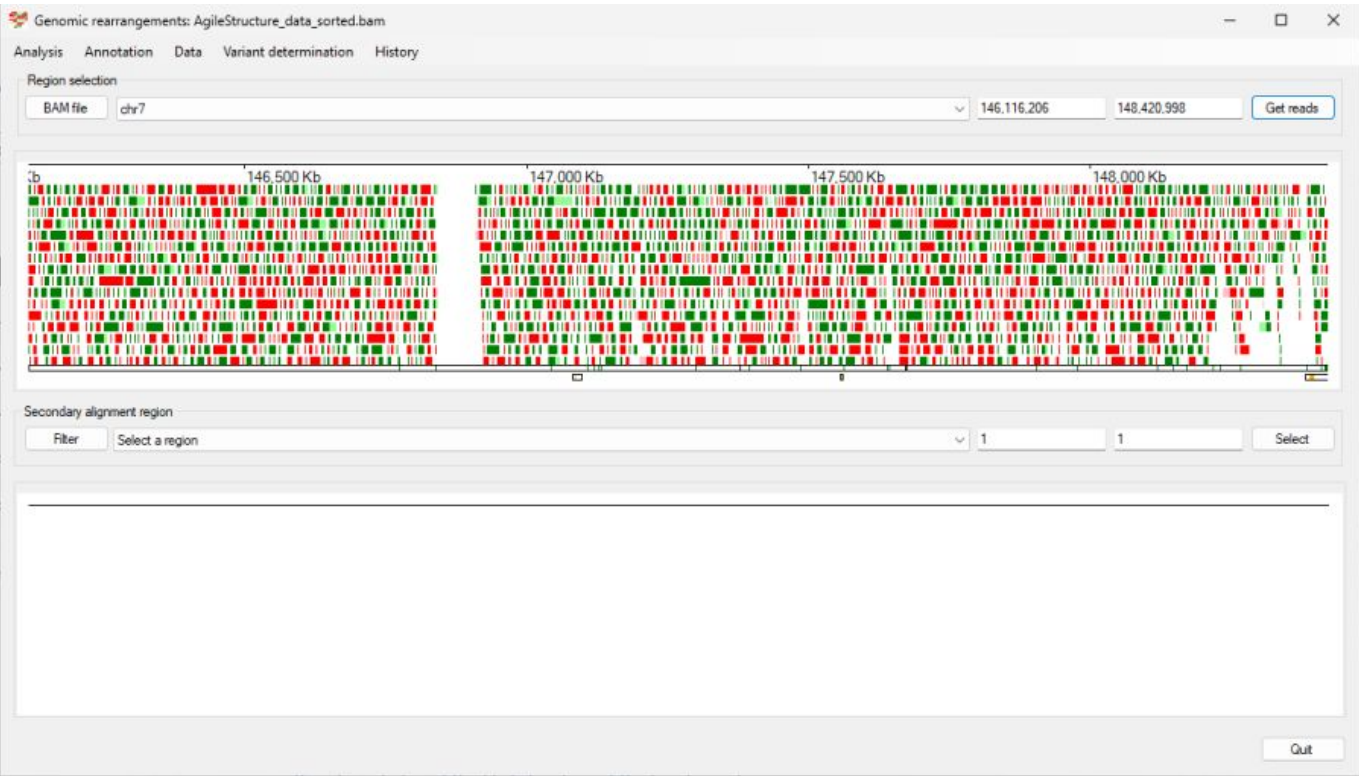 Genomic rearrangements: AgileStructure_data_sorted.bam
Analysis Annotation Data Variant determination History
Region selection
BAM file chr7 146,116,206 148,420,998 Get reads
Kb 146,500 Kb 147,000 Kb 147,500 Kb 148,000 Kb
Secondary alignment region
Filter Select a region 1 1 Select
Quit